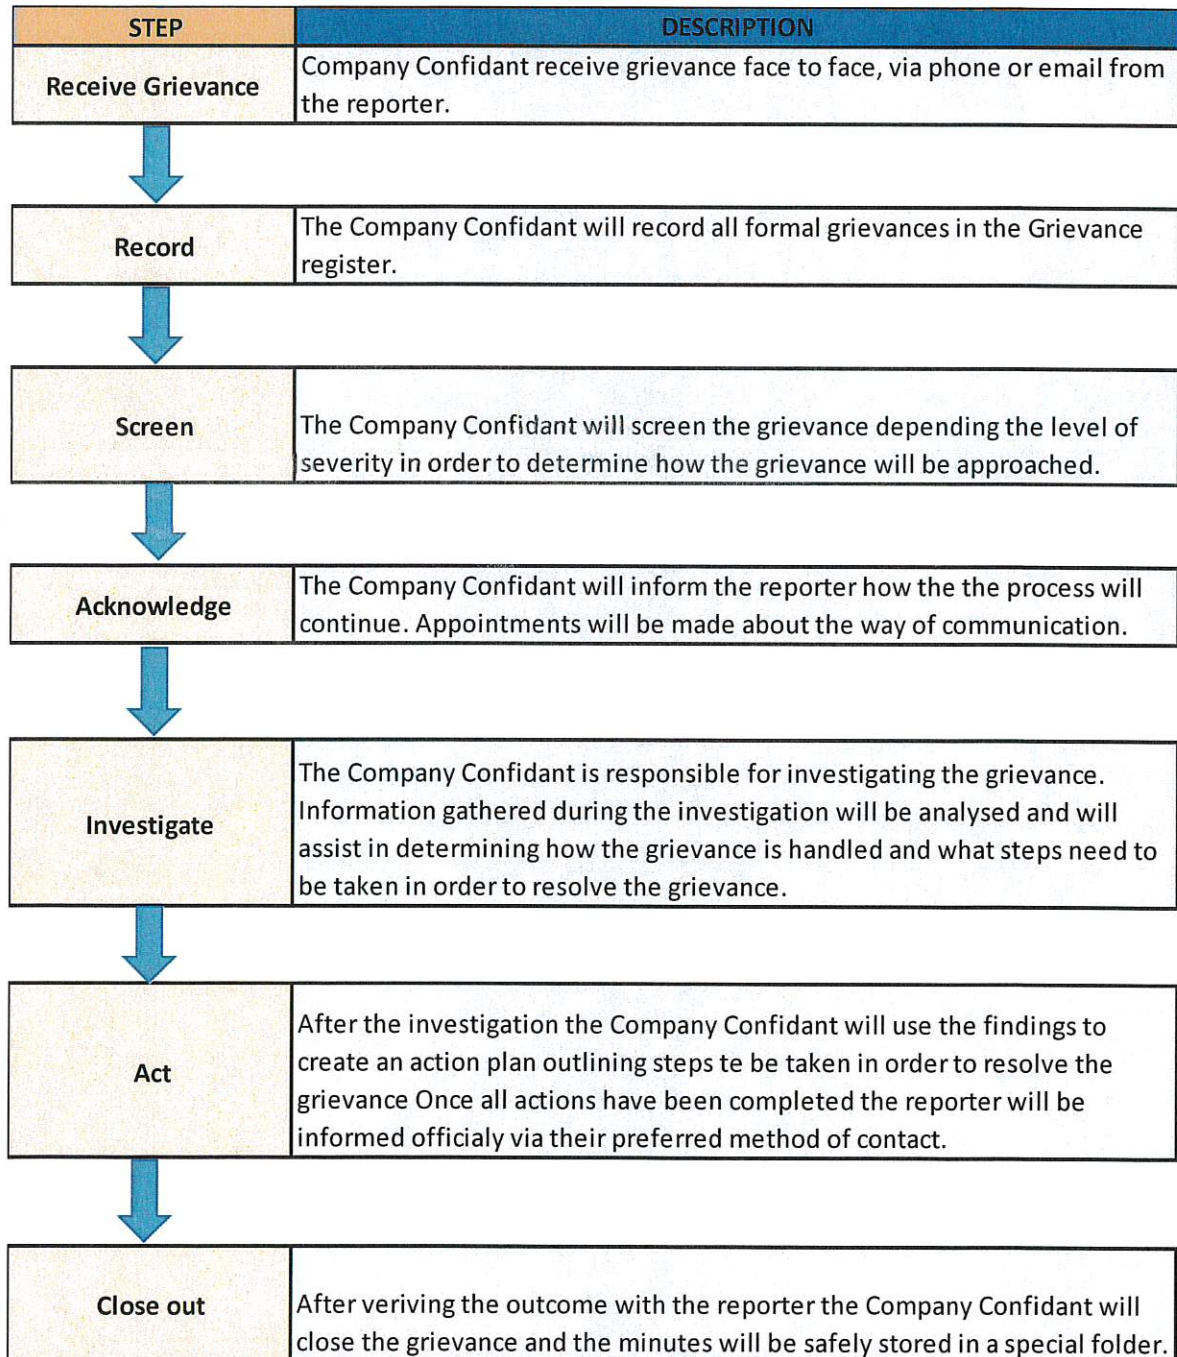 STEP DESCRIPTION
Receive Grievance
Company Confidant receive grievance face to face, via phone or email from
the reporter.
Record
The Company Confidant will record all formal grievances in the Grievance
register.
Screen
The Company Confidant will screen the grievance depending the level of
severity in order to determine how the grievance will be approached.
Acknowledge
The Company Confidant will inform the reporter how the the process will
continue. Appointments will be made about the way of communication.
Investigate
The Company Confidant is responsible for investigating the grievance.
Information gathered during the investigation will be analysed and will
assist in determining how the grievance is handled and what steps need to
be taken in order to resolve the grievance.
Act
After the investigation the Company Confidant will use the findings to
create an action plan outlining steps te be taken in order to resolve the
grievance Once all actions have been completed the reporter will be
informed officialy via their preferred method of contact.
Close out
After veriving the outcome with the reporter the Company Confidant will
close the grievance and the minutes will be safely stored in a special folder.